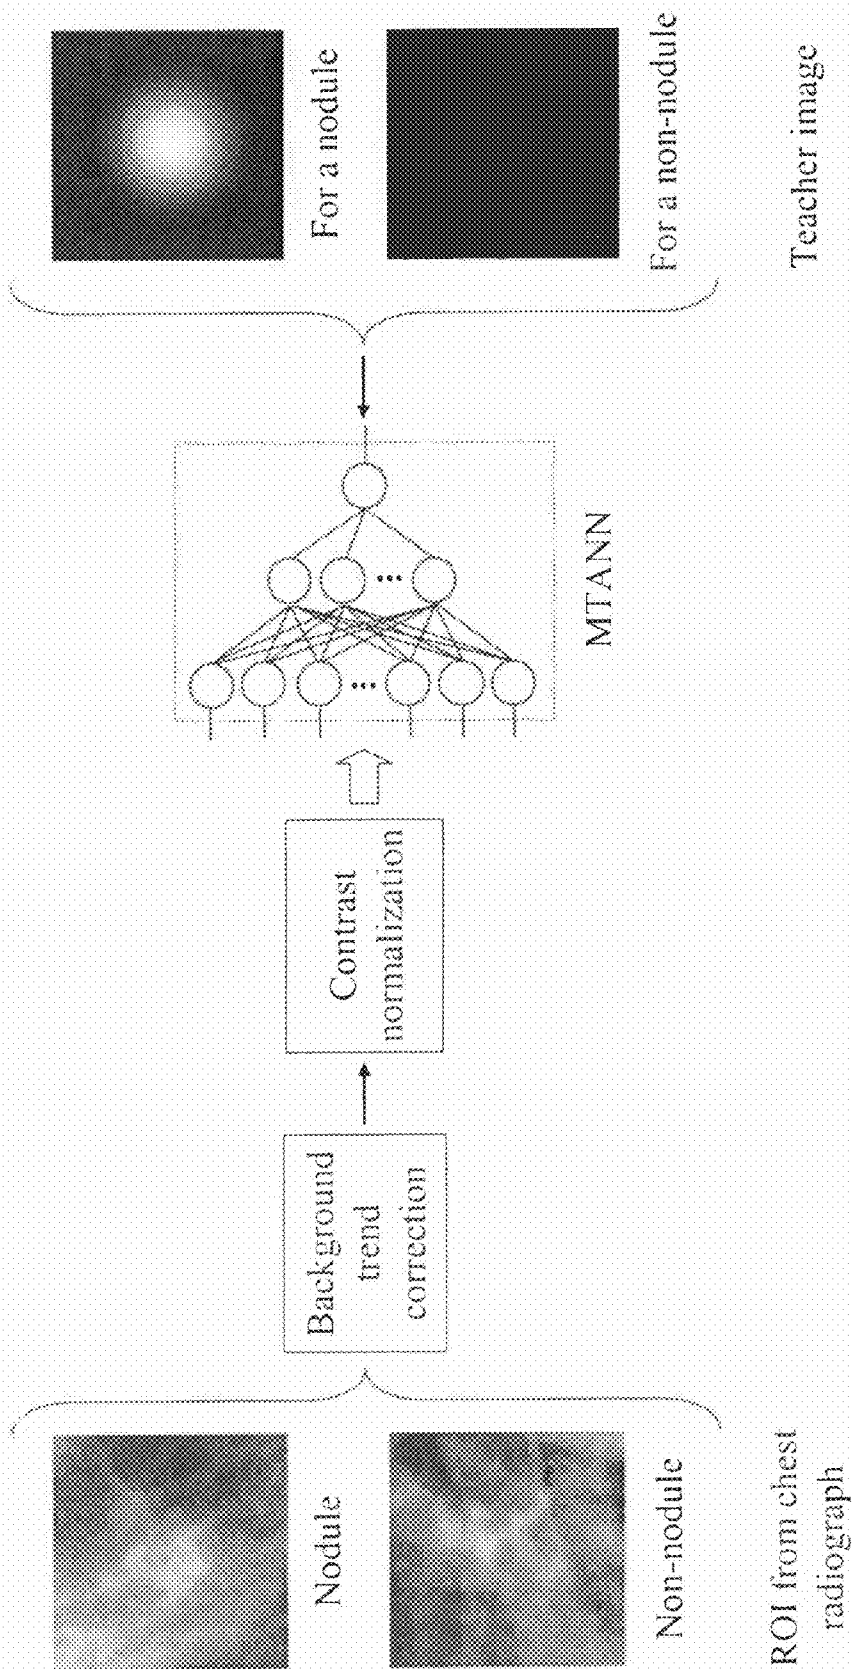 Nodule
Non-nodule
ROI from chest
radiograph
Background
trend
correction
Contrast
normalization
...
...
MTANN
For a nodule
For a non-nodule
Teacher image